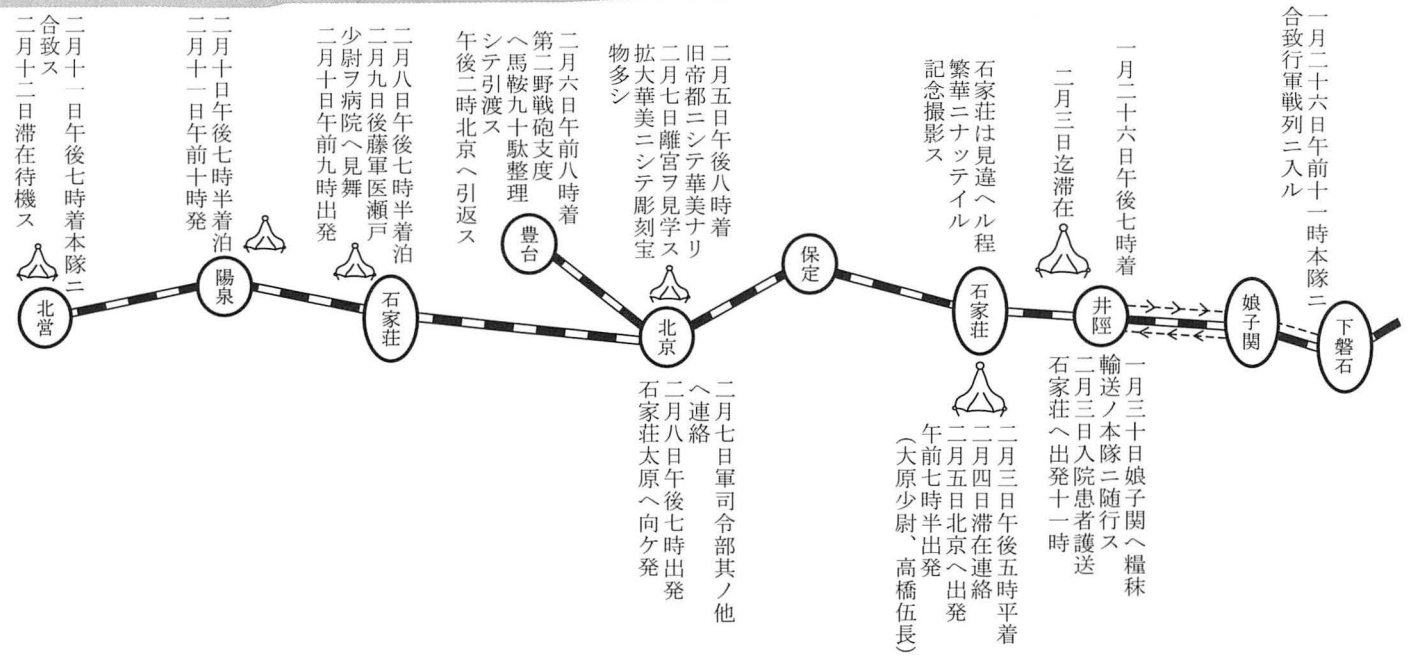 一月二十六日午前十一時本隊ニ
合致行軍戦列ニ入ル
下磐石
娘子関
一月二十六日午後七時着
二月三日迄滞在
井陘
一月三十日娘子関へ糧秣
輸送ノ本隊ニ随行ス
二月三日入院患者護送
石家荘へ出発十一時
石家荘は見違ヘル程
繁華ニナッテイル
記念撮影ス
石家荘
二月三日午後五時平着
二月四日滞在連絡
二月五日北京へ出発
午前七時半出発
（大原少尉、高橋伍長）
保定
二月五日午後八時着
旧帝都ニシテ華美ナリ
二月七日離宮ヲ見学ス
拡大華美ニシテ彫刻宝
物多シ
北京
二月七日軍司令部其ノ他
へ連絡
二月八日午後七時出発
石家荘太原へ向ケ発
二月六日午前八時着
第二野戦砲支度
へ馬鞍九十駄整理
シテ引渡ス
午後二時北京へ引返ス
豊台
二月八日午後七時半着泊
二月九日後藤軍医瀬戸
少尉ヲ病院へ見舞
二月十日午前九時出発
石家荘
二月十日午後七時半着泊
二月十一日午前十時発
陽泉
二月十一日午後七時着本隊ニ
合致ス
二月十二日滞在待機ス
北営